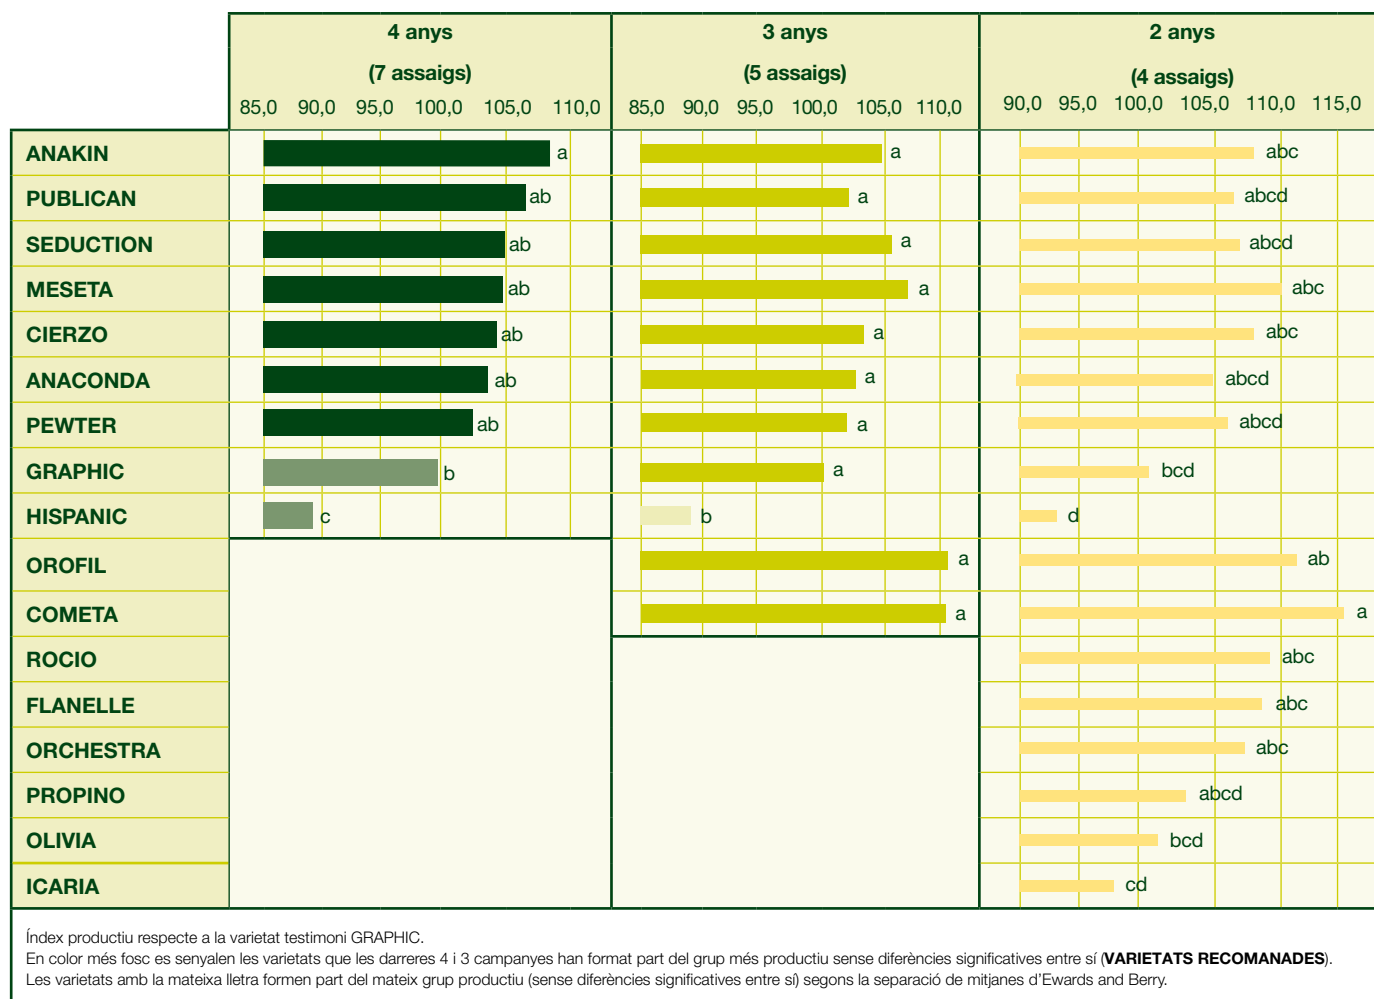 4 anys 3 anys 2 anys
(7 assaigs) (5 assaigs) (4 assaigs)
85,0 90,0 95,0 100,0 105,0 110,0 85,0 90,0 95,0 100,0 105,0 110,0 90,0 95,0 100,0 105,0 110,0 115,0
ANAKIN a a abc
PUBLICAN ab a abcd
SEDUCTION ab a abcd
MESETA ab a abc
CIERZO ab a abc
ANACONDA ab a abcd
PEWTER ab a abcd
GRAPHIC b a bcd
HISPANIC c b d
OROFIL a ab
COMETA a a
ROCIO abc
FLANELLE abc
ORCHESTRA abc
PROPINO abcd
OLIVIA bcd
ICARIA cd
Índex productiu respecte a la varietat testimoni GRAPHIC.
En color més fosc es senyalen les varietats que les darreres 4 i 3 campanyes han format part del grup més productiu sense diferències significatives entre sí (VARIETATS RECOMANADES).
Les varietats amb la mateixa lletra formen part del mateix grup productiu (sense diferències significatives entre sí) segons la separació de mitjanes d'Ewards and Berry.